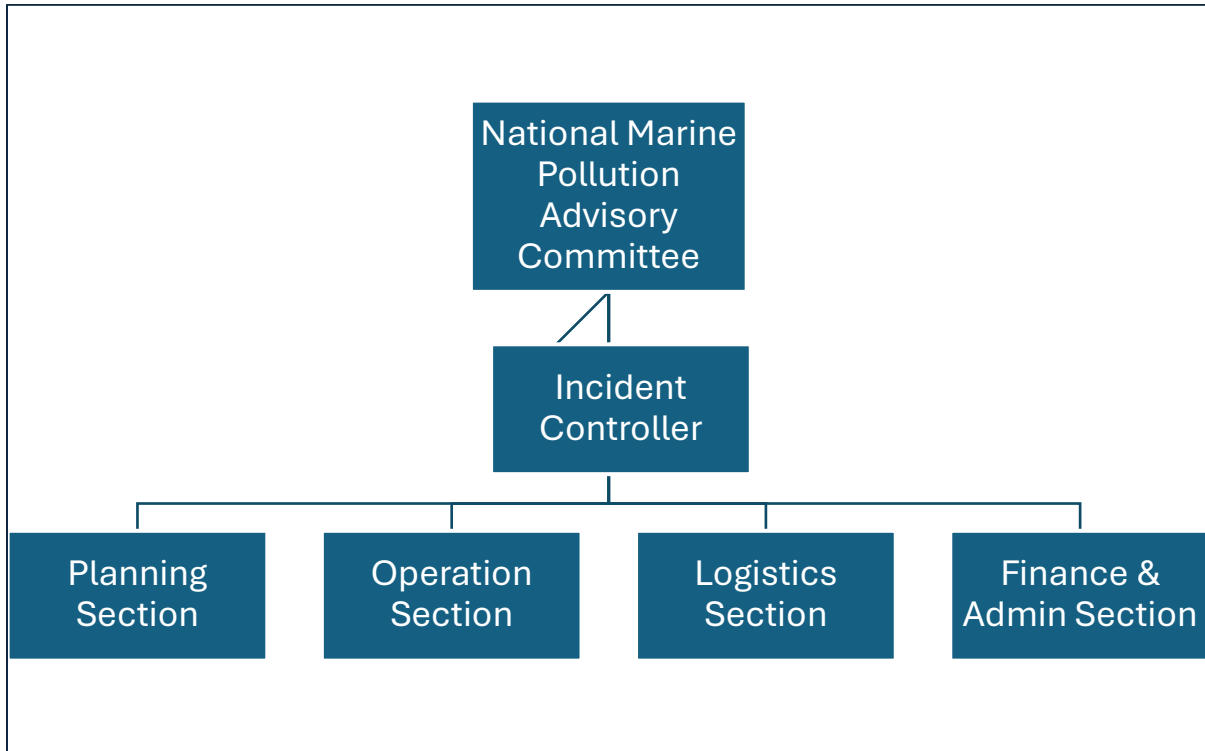 National Marine
Pollution
Advisory
Committee
Incident
Controller
Planning
Section
Operation
Section
Logistics
Section
Finance &
Admin Section